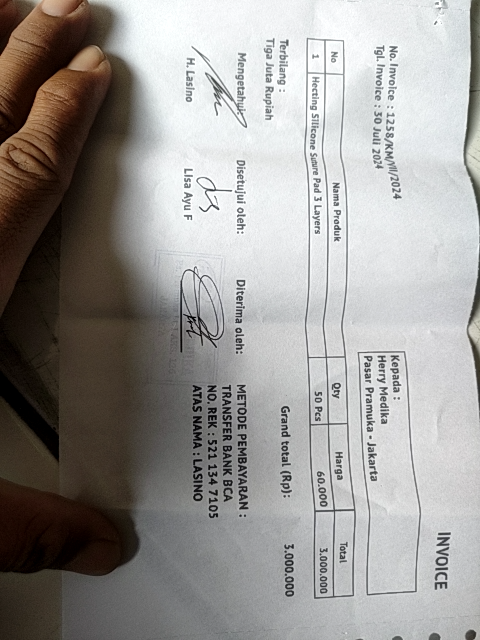 INVOICE
No. Invoice : 1258/KM/VII/2024
Tgl. Invoice : 30 Juli 2024
Kepada :
Herry Medika
Pasar Pramuka - Jakarta
No Nama Produk Qty Harga Total
1 Hecting Silicone Suture Pad 3 Layers 50 Pcs 60.000 3.000.000
Grand total (Rp): 3.000.000
Terbilang :
Tiga Juta Rupiah
Mengetahui Disetujui oleh: Diterima oleh:
H. Lasino Lisa Ayu F
METODE PEMBAYARAN :
TRANSFER BANK BCA
NO. REK : 521 134 7105
ATAS NAMA : LASINO